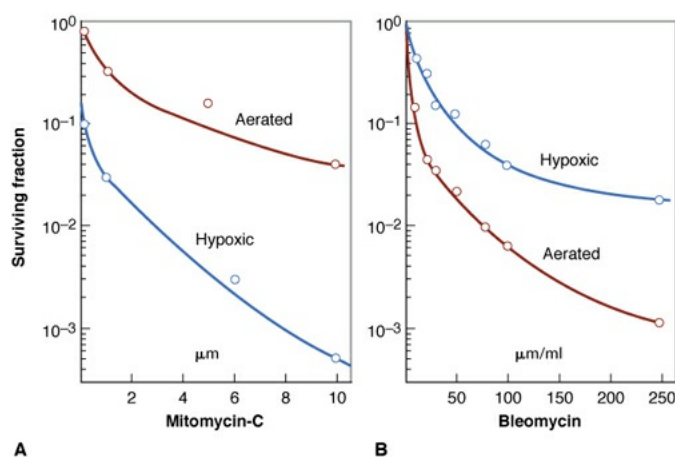 Surviving fraction
10⁰
10⁻¹
10⁻²
10⁻³
Aerated
Hypoxic
μm
2 4 6 8 10
Mitomycin-C
A
10⁰
10⁻¹
10⁻²
10⁻³
Hypoxic
Aerated
μm/ml
50 100 150 200 250
Bleomycin
B